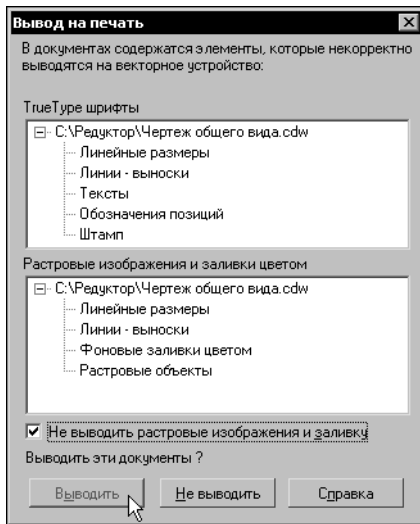 Вывод на печать
В документах содержатся элементы, которые некорректно
выводятся на векторное устройство:
TrueType шрифты
C:\Редуктор\Чертеж общего вида.cdw
Линейные размеры
Линии - выноски
Тексты
Обозначения позиций
Штамп
Растровые изображения и заливки цветом
C:\Редуктор\Чертеж общего вида.cdw
Линейные размеры
Линии - выноски
Фоновые заливки цветом
Растровые объекты
Не выводить растровые изображения и заливку
Выводить эти документы ?
Выводить Не выводить Справка